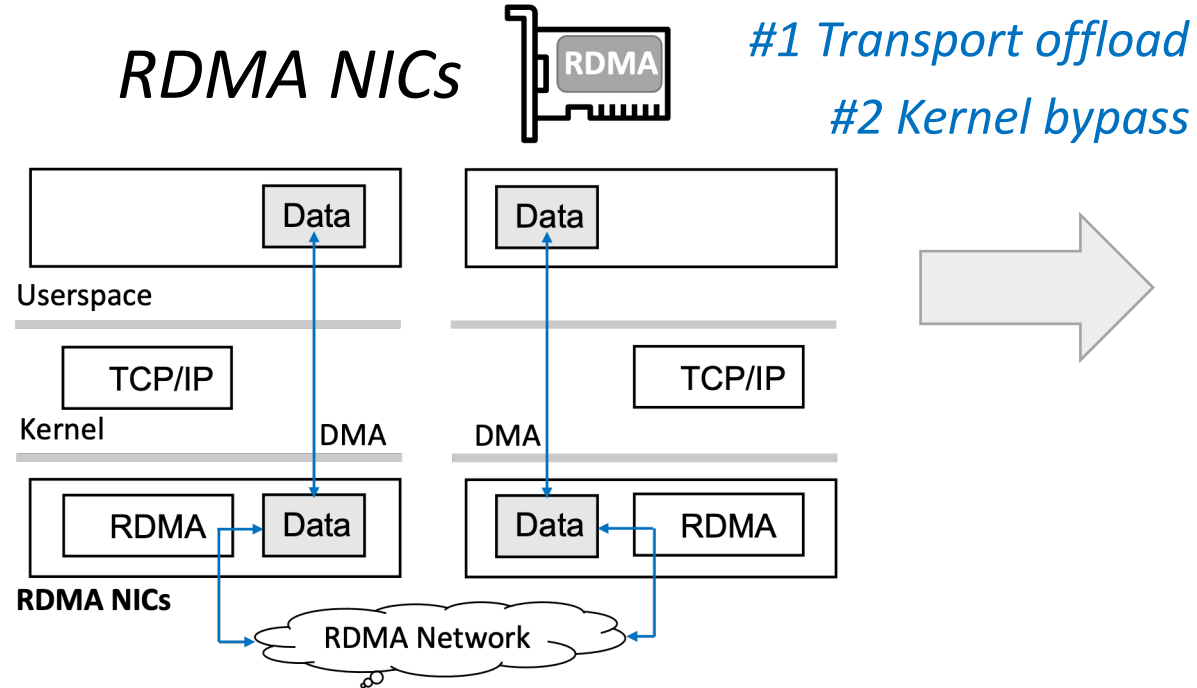 RDMA NICs
RDMA
#1 Transport offload
#2 Kernel bypass
Data
Data
Userspace
TCP/IP
TCP/IP
Kernel
DMA
DMA
RDMA
Data
Data
RDMA
RDMA NICs
RDMA Network